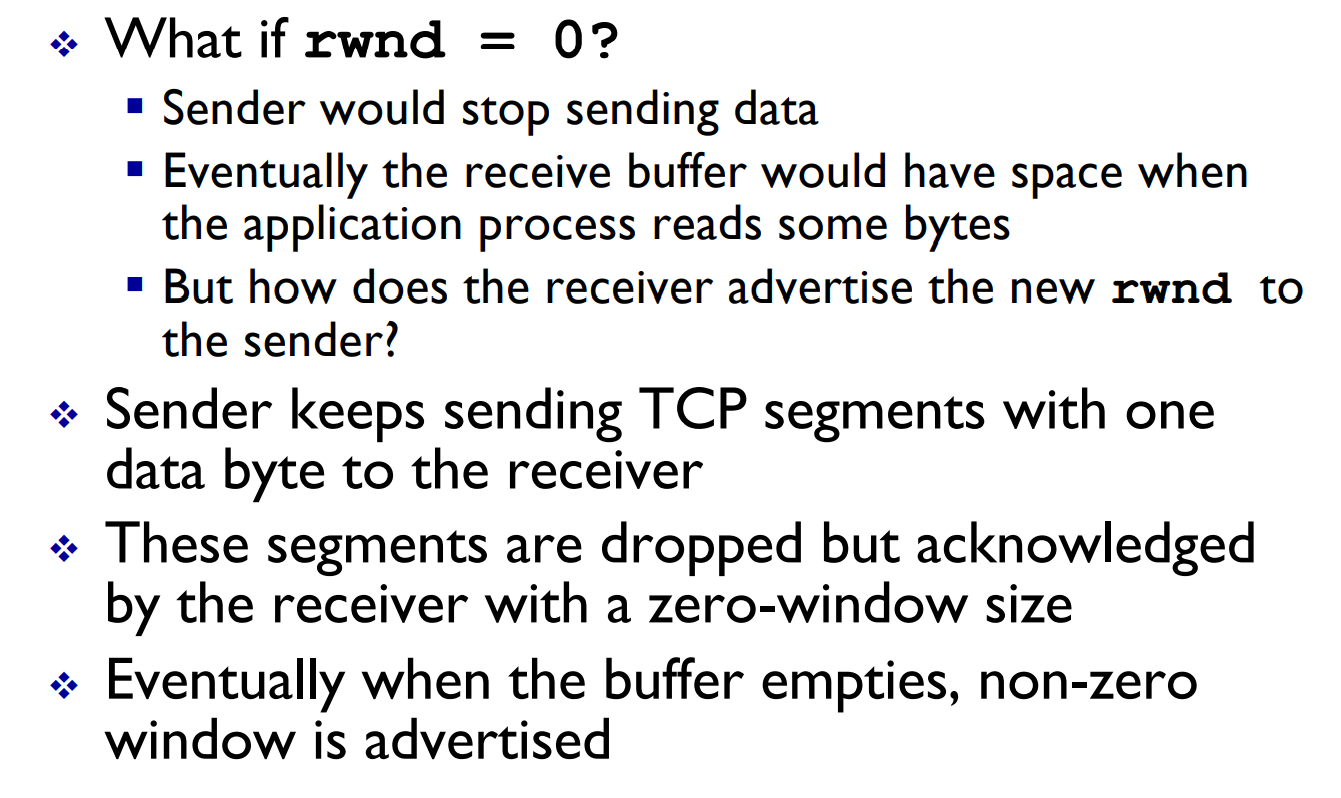 ❖ What if rwnd = 0?
▪ Sender would stop sending data
▪ Eventually the receive buffer would have space when
the application process reads some bytes
▪ But how does the receiver advertise the new rwnd to
the sender?
❖ Sender keeps sending TCP segments with one
data byte to the receiver
❖ These segments are dropped but acknowledged
by the receiver with a zero-window size
❖ Eventually when the buffer empties, non-zero
window is advertised